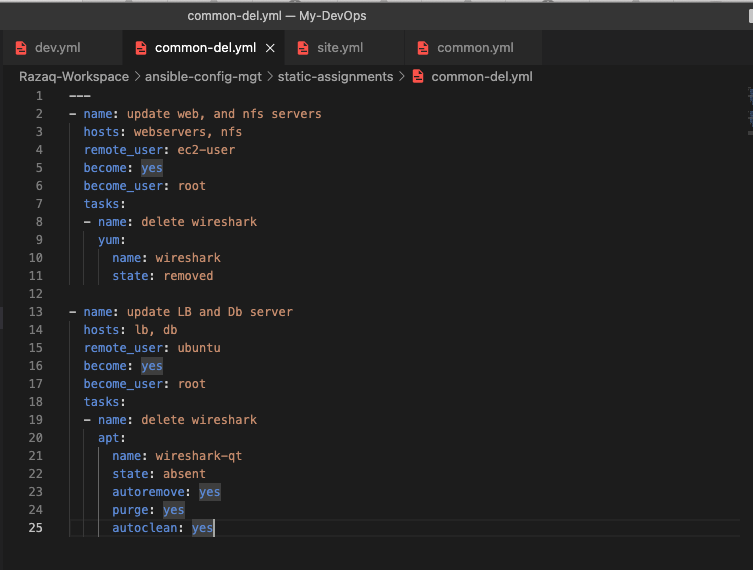 common-del.yml — My-DevOps
dev.yml common-del.yml × site.yml common.yml
Razaq-Workspace > ansible-config-mgt > static-assignments > common-del.yml
1 ---
2 - name: update web, and nfs servers
3 hosts: webservers, nfs
4 remote_user: ec2-user
5 become: yes
6 become_user: root
7 tasks:
8 - name: delete wireshark
9 yum:
10 name: wireshark
11 state: removed
12
13 - name: update LB and Db server
14 hosts: lb, db
15 remote_user: ubuntu
16 become: yes
17 become_user: root
18 tasks:
19 - name: delete wireshark
20 apt:
21 name: wireshark-qt
22 state: absent
23 autoremove: yes
24 purge: yes
25 autoclean: yes